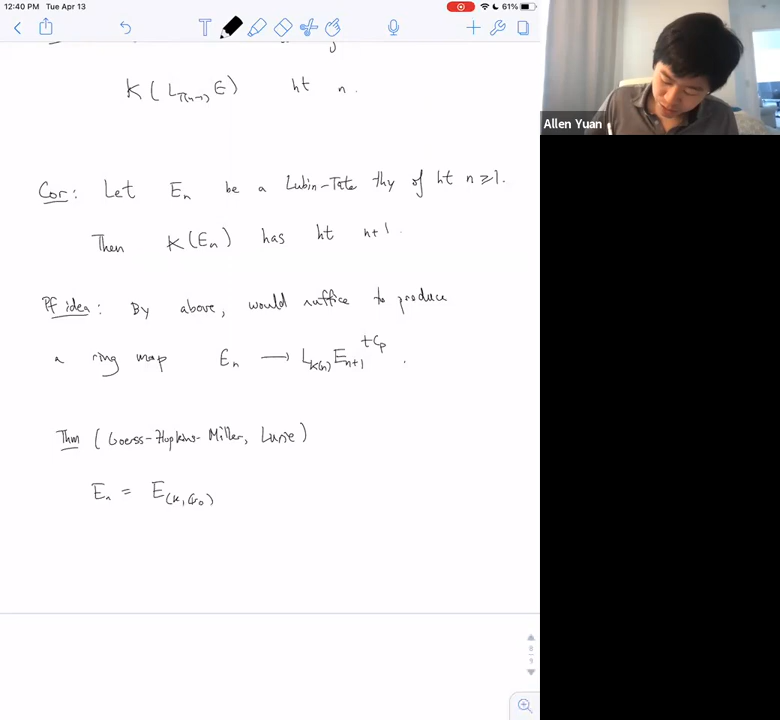 12:40 PM Tue Apr 13
61%
Allen Yuan
K ( L_{T(n-1)} E ) ht n.
Cor: Let E_n be a Lubin-Tate thy of ht n ≥ 1.
Then K(E_n) has ht n+1.
Pf idea: By above, would suffice to produce
a ring map E_n → L_{K(n)} E_{n+1}^{tC_p}.
Thm (Goerss-Hopkins-Miller, Lurie)
E_n = E_{(k, G_0)}